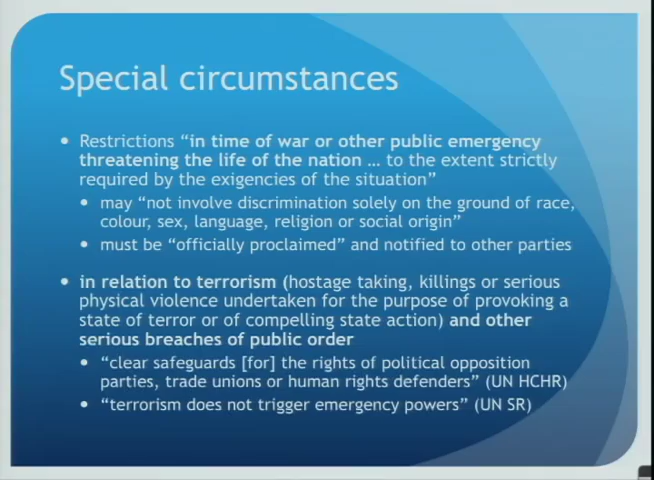 Special circumstances
• Restrictions “in time of war or other public emergency
threatening the life of the nation … to the extent strictly
required by the exigencies of the situation”
• may “not involve discrimination solely on the ground of race,
colour, sex, language, religion or social origin”
• must be “officially proclaimed” and notified to other parties
• in relation to terrorism (hostage taking, killings or serious
physical violence undertaken for the purpose of provoking a
state of terror or of compelling state action) and other
serious breaches of public order
• “clear safeguards [for] the rights of political opposition
parties, trade unions or human rights defenders” (UN HCHR)
• “terrorism does not trigger emergency powers” (UN SR)